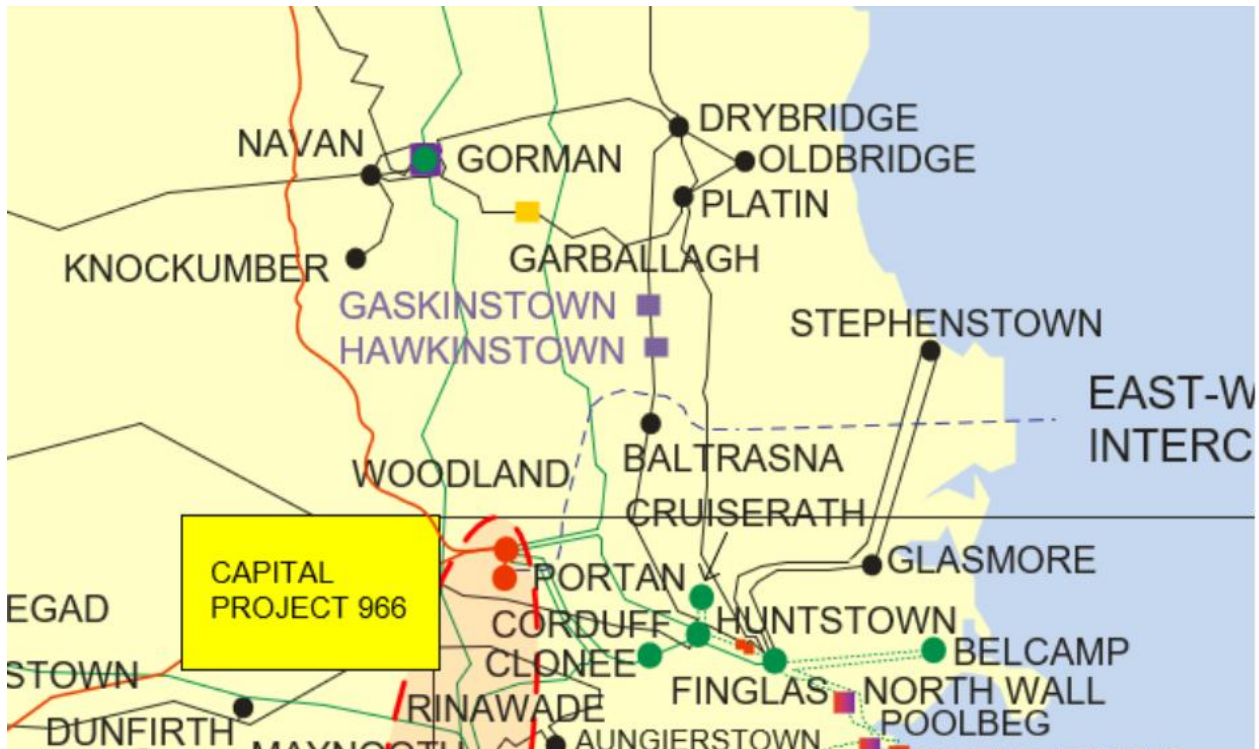 DRYBRIDGE
NAVAN
GORMAN
OLDBRIDGE
PLATIN
KNOCKUMBER
GARBALLAGH
GASKINSTOWN
HAWKINSTOWN
STEPHENSTOWN
EAST-W
INTERC
WOODLAND
BALTRASNA
CRUISERATH
CAPITAL
PROJECT 966
PORTAN
GLASMORE
EGAD
CORDUFF
HUNTSTOWN
CLONEE
BELCAMP
STOWN
RINAWADE
FINGLAS
NORTH WALL
DUNFIRTH
POOLBEG
MAYNOOTH
AUNGIERSTOWN